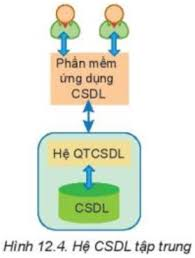 Phần mềm
ứng dụng
CSDL
Hệ QTCSDL
CSDL
Hình 12.4. Hệ CSDL tập trung